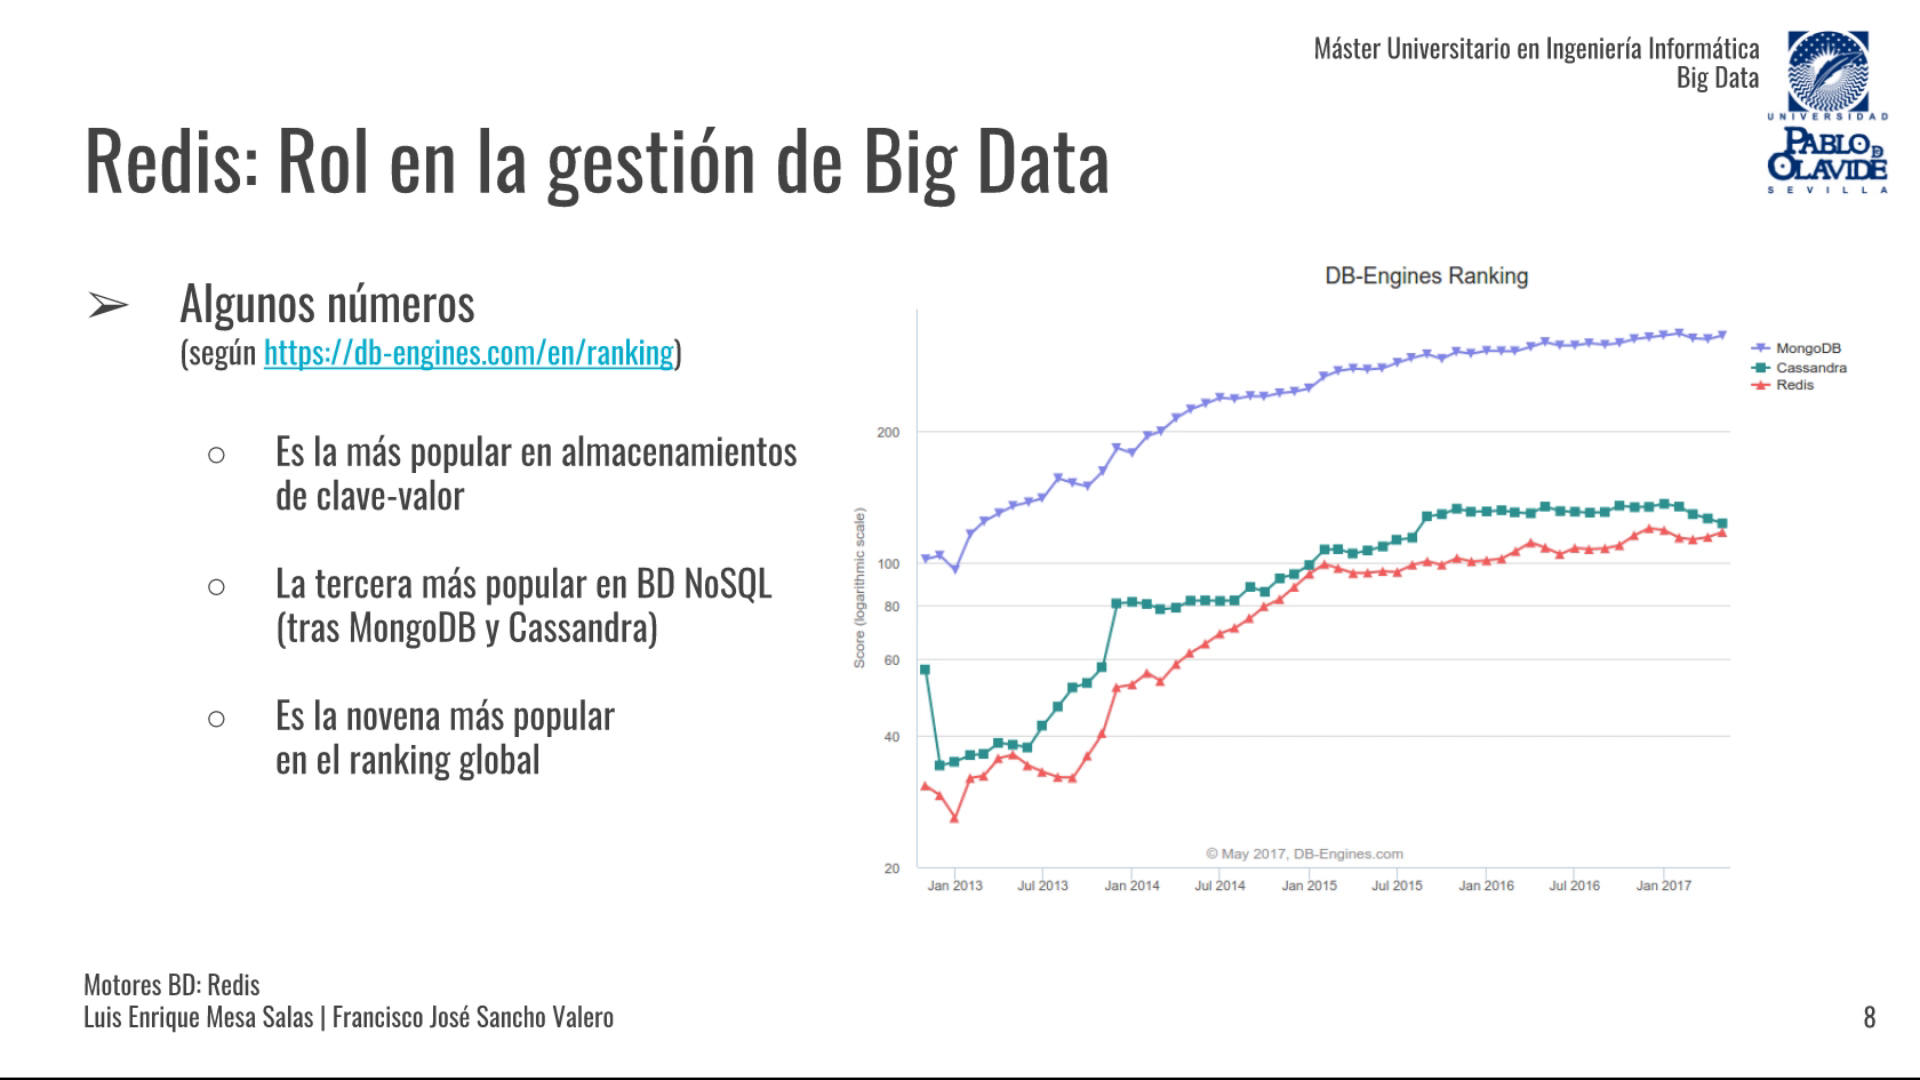 Máster Universitario en Ingeniería Informática
Big Data
UNIVERSIDAD
PABLO DE
OLAVIDE
SEVILLA
Redis: Rol en la gestión de Big Data
➢ Algunos números
(según https://db-engines.com/en/ranking)
○ Es la más popular en almacenamientos
de clave-valor
○ La tercera más popular en BD NoSQL
(tras MongoDB y Cassandra)
○ Es la novena más popular
en el ranking global
DB-Engines Ranking
MongoDB
Cassandra
Redis
Score (logarithmic scale)
200
100
80
60
40
20
© May 2017, DB-Engines.com
Jan 2013 Jul 2013 Jan 2014 Jul 2014 Jan 2015 Jul 2015 Jan 2016 Jul 2016 Jan 2017
Motores BD: Redis
Luis Enrique Mesa Salas | Francisco José Sancho Valero
8